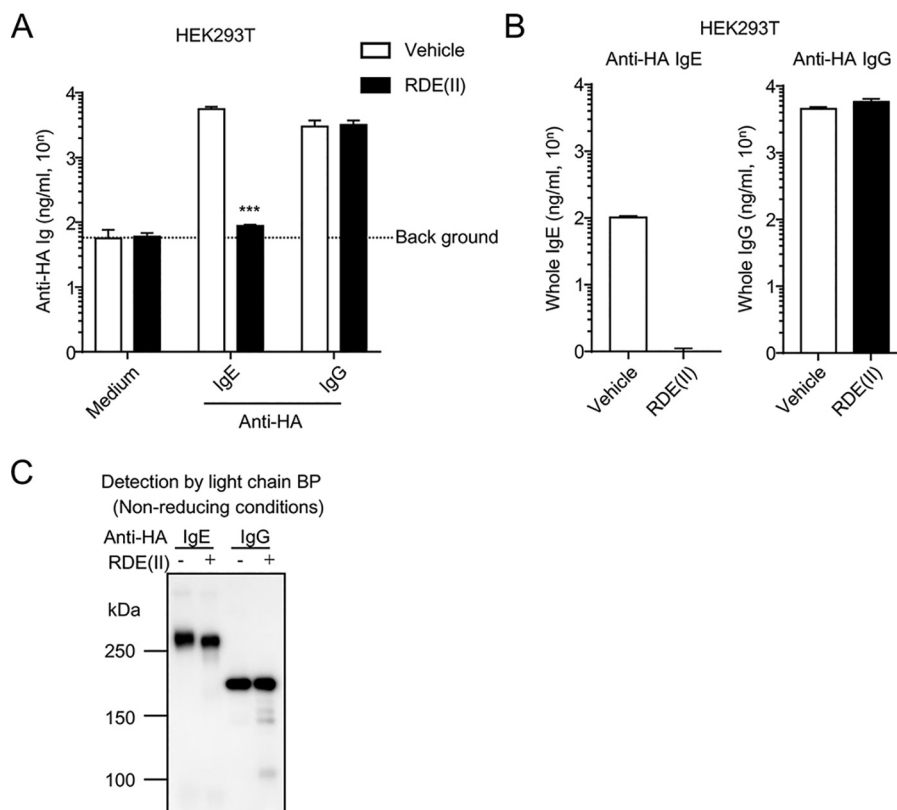 A
HEK293T
Vehicle
RDE(II)
Anti-HA Ig (ng/ml, 10ⁿ)
4
3
2
1
0
***
Back ground
Medium
IgE
IgG
Anti-HA
B
HEK293T
Anti-HA IgE
Anti-HA IgG
Whole IgE (ng/ml, 10ⁿ)
4
3
2
1
0
Vehicle
RDE(II)
Whole IgG (ng/ml, 10ⁿ)
4
3
2
1
0
Vehicle
RDE(II)
C
Detection by light chain BP
(Non-reducing conditions)
Anti-HA IgE IgG
RDE(II) - + - +
kDa
250
150
100